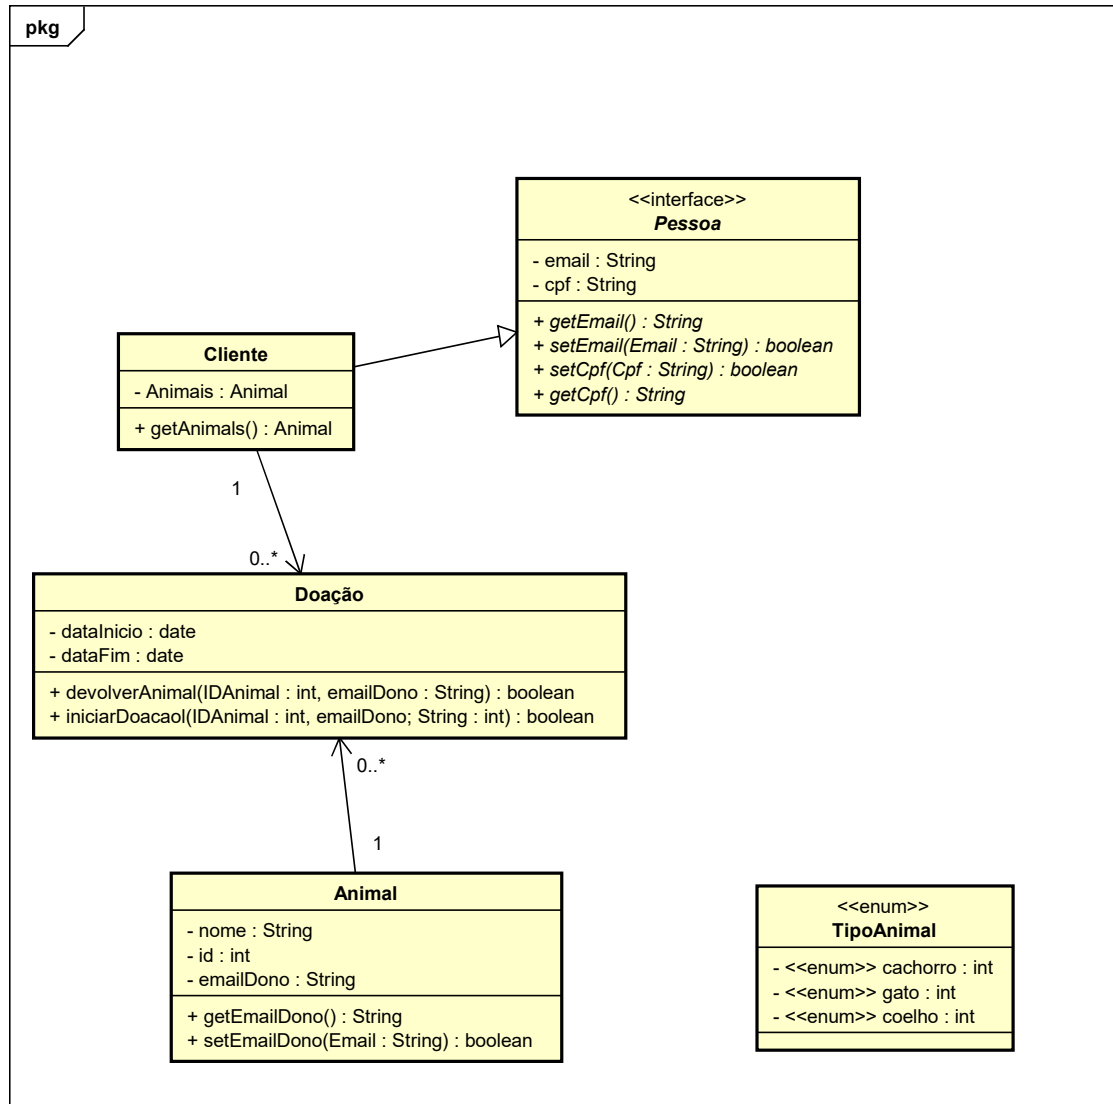 pkg
<<interface>>
Pessoa
- email : String
- cpf : String
+ getEmail() : String
+ setEmail(Email : String) : boolean
+ setCpf(Cpf : String) : boolean
+ getCpf() : String
Cliente
- Animais : Animal
+ getAnimals() : Animal
1
0..*
Doação
- dataInicio : date
- dataFim : date
+ devolverAnimal(IDAnimal : int, emailDono : String) : boolean
+ iniciarDoacaol(IDAnimal : int, emailDono; String : int) : boolean
0..*
1
Animal
- nome : String
- id : int
- emailDono : String
+ getEmailDono() : String
+ setEmailDono(Email : String) : boolean
<<enum>>
TipoAnimal
- <<enum>> cachorro : int
- <<enum>> gato : int
- <<enum>> coelho : int